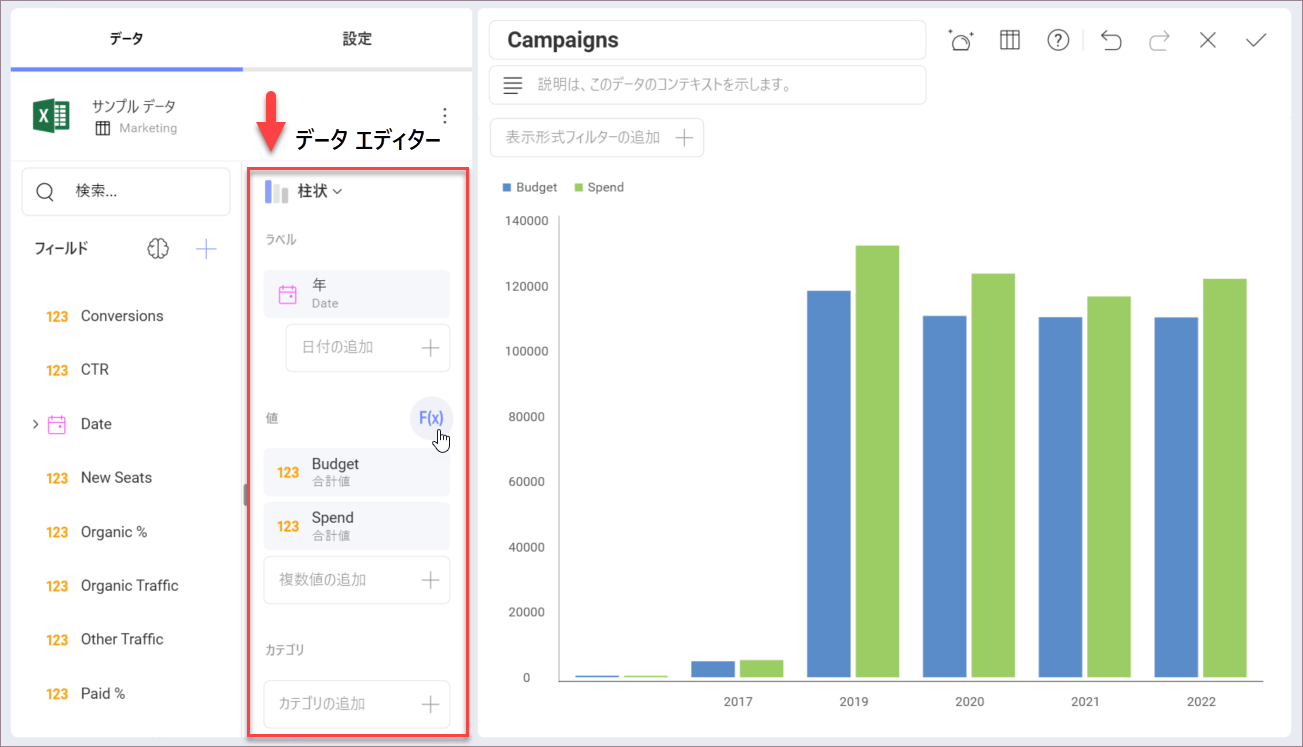 データ
設定
サンプル データ
Marketing
データ エディター
検索...
フィールド
123 Conversions
123 CTR
Date
123 New Seats
123 Organic %
123 Organic Traffic
123 Other Traffic
123 Paid %
柱状
ラベル
年
Date
日付の追加
値
F(x)
123 Budget
合計値
123 Spend
合計値
複数値の追加
カテゴリ
カテゴリの追加
Campaigns
説明は、このデータのコンテキストを示します。
表示形式フィルターの追加
Budget Spend
140000
120000
100000
80000
60000
40000
20000
0
2017 2019 2020 2021 2022